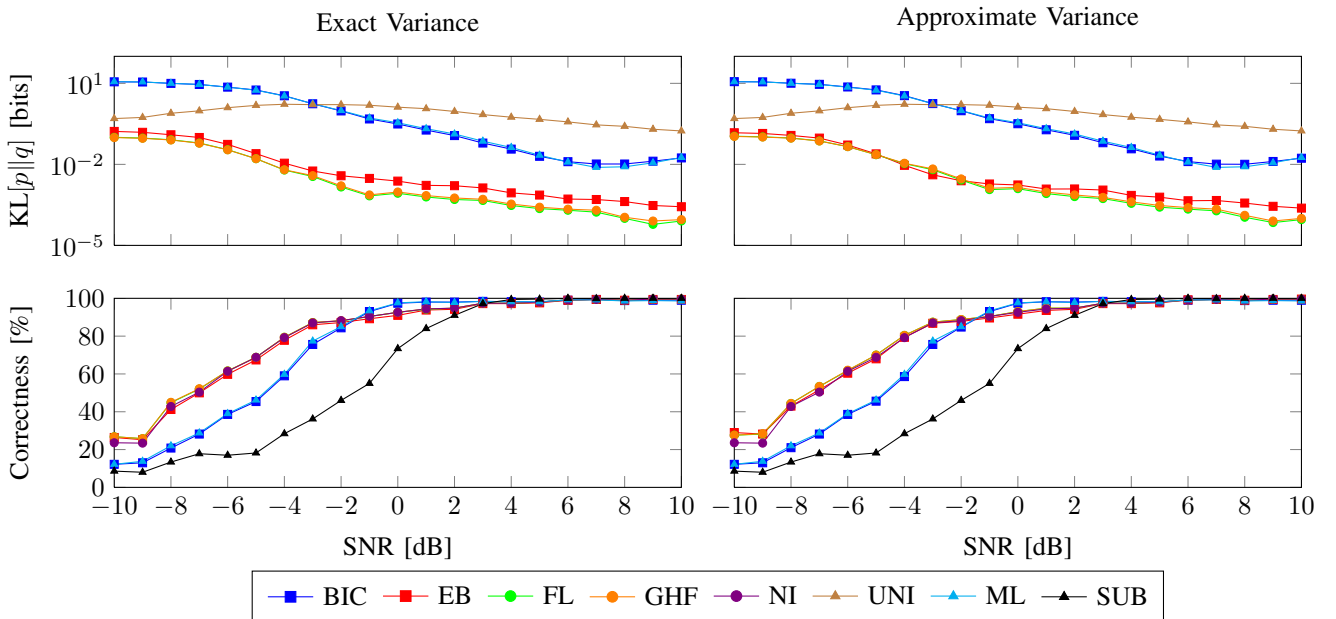 Exact Variance
Approximate Variance
10^1
10^−2
10^−5
KL[p||q] [bits]
0
20
40
60
80
100
Correctness [%]
−10 −8 −6 −4 −2 0 2 4 6 8 10
−10 −8 −6 −4 −2 0 2 4 6 8 10
SNR [dB]
SNR [dB]
BIC EB FL GHF NI UNI ML SUB